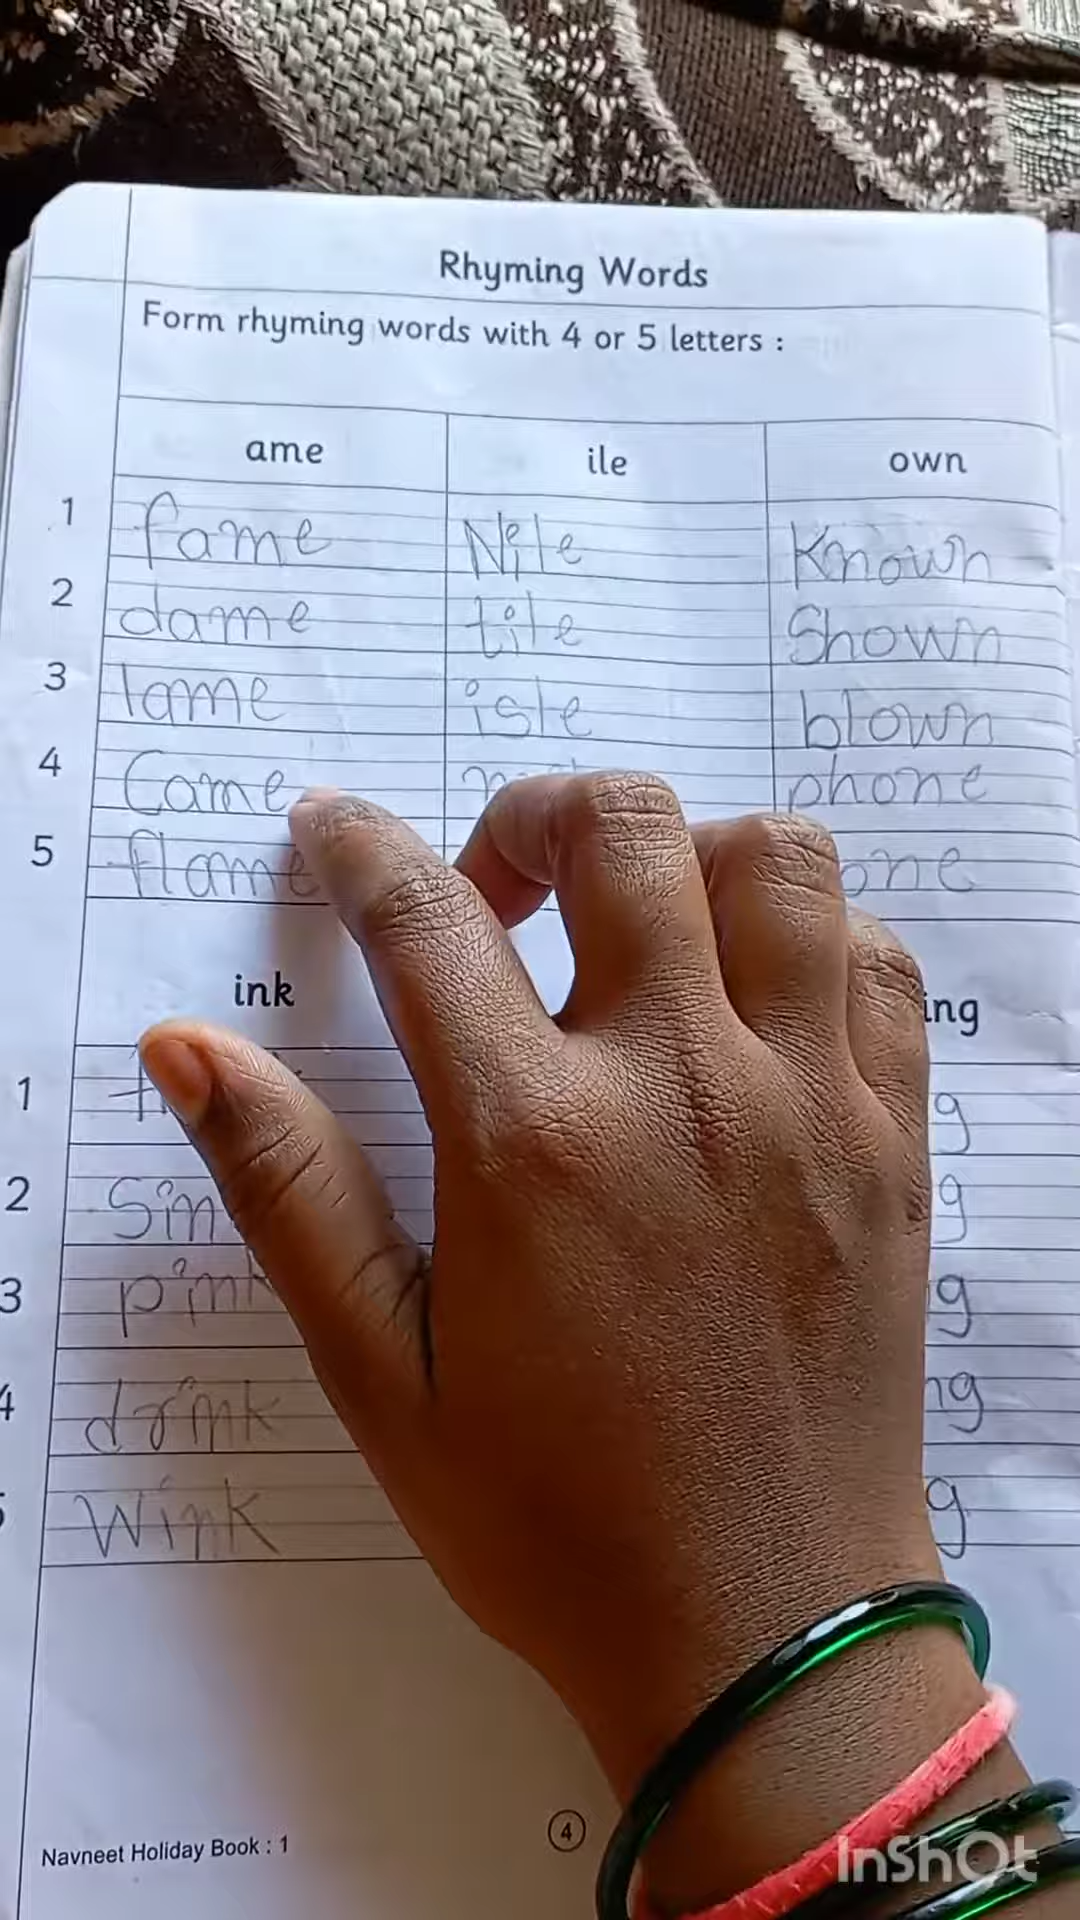 Rhyming Words
Form rhyming words with 4 or 5 letters :
ame ile own
1 fame Nile Known
2 dame tile Shown
3 lame isle blown
4 Came phone
5 flame
ink ing
1
2
3 pink
4 drink
5 Wink
Navneet Holiday Book : 1
4
InShOt